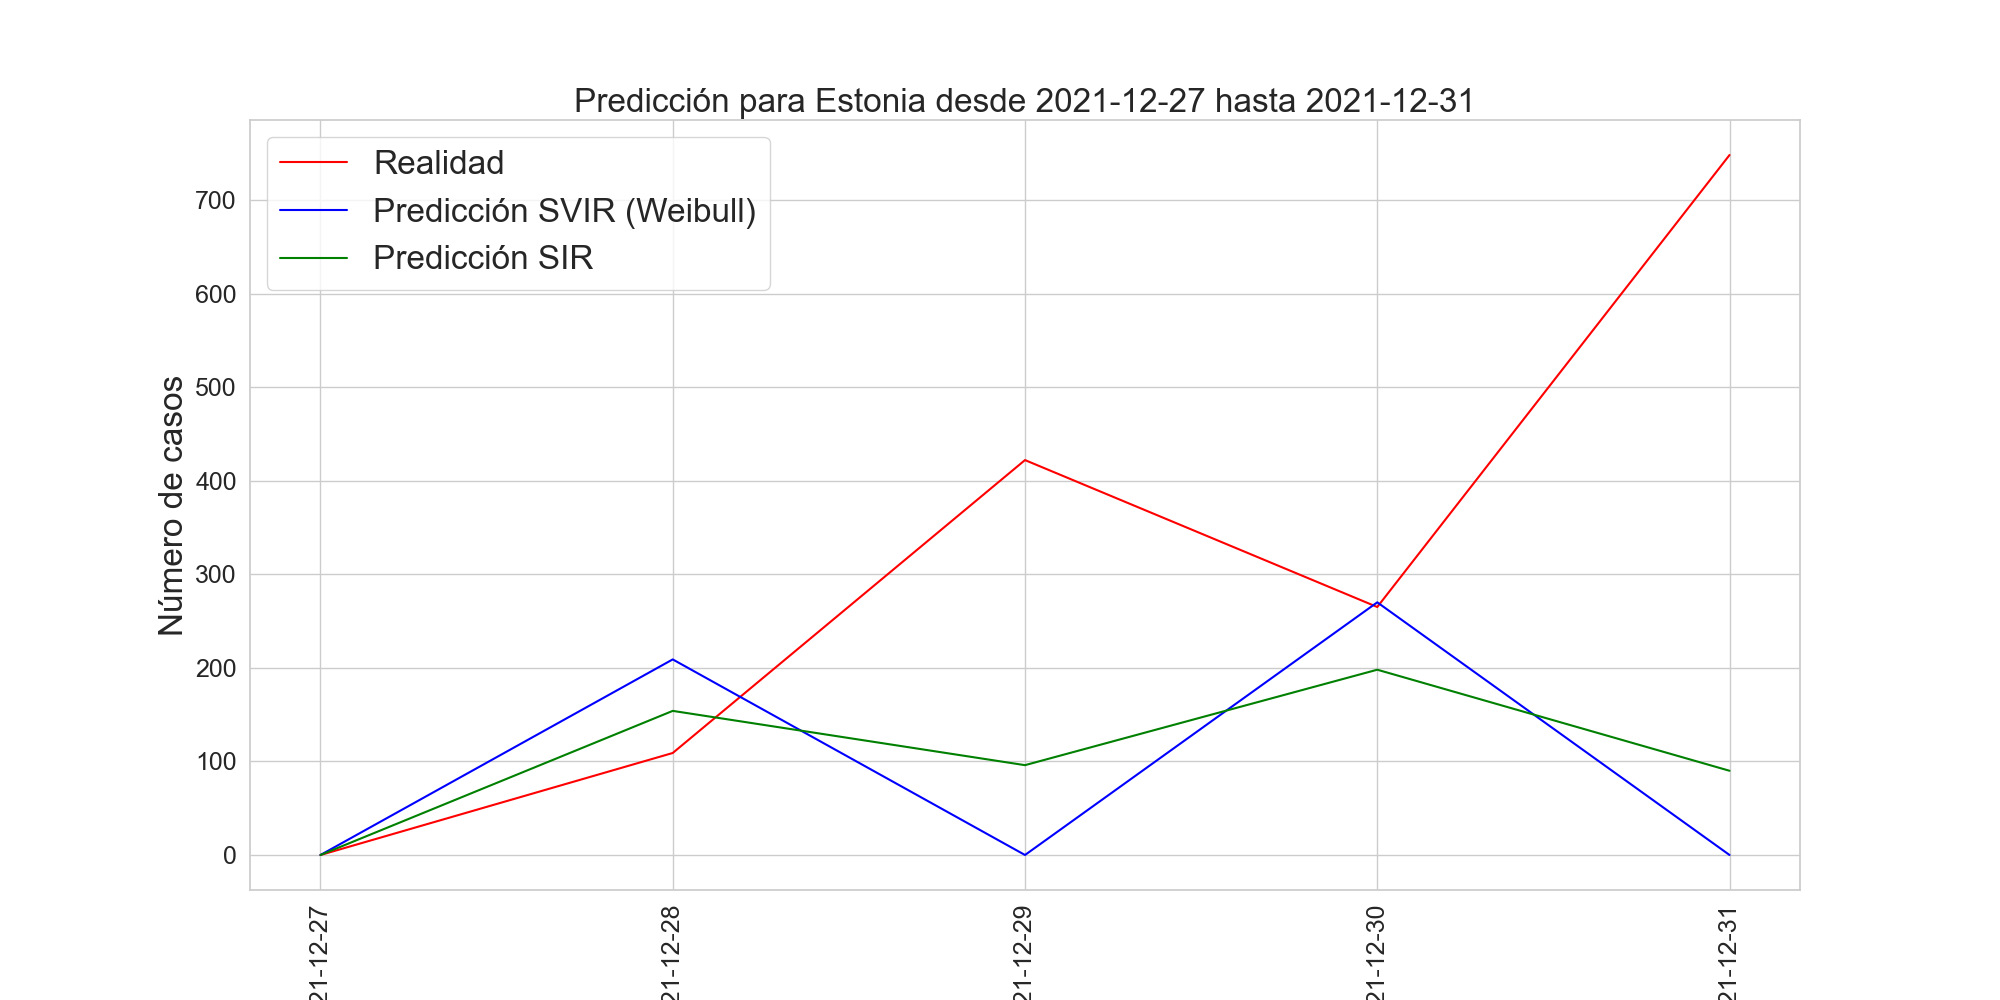 Predicción para Estonia desde 2021-12-27 hasta 2021-12-31
Realidad
Predicción SVIR (Weibull)
Predicción SIR
Número de casos
700
600
500
400
300
200
100
0
21-12-27
21-12-28
21-12-29
21-12-30
21-12-31